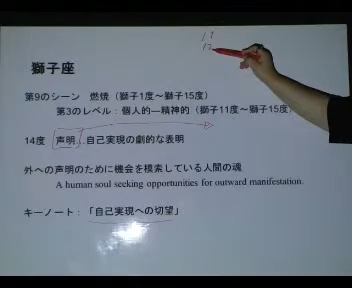 獅子座
第9のシーン 燃焼（獅子1度～獅子15度）
第3のレベル：個人的―精神的（獅子11度～獅子15度）
14度 声明．自己実現の劇的な表明
外への声明のために機会を模索している人間の魂
A human soul seeking opportunities for outward manifestation.
キーノート：「自己実現への切望」